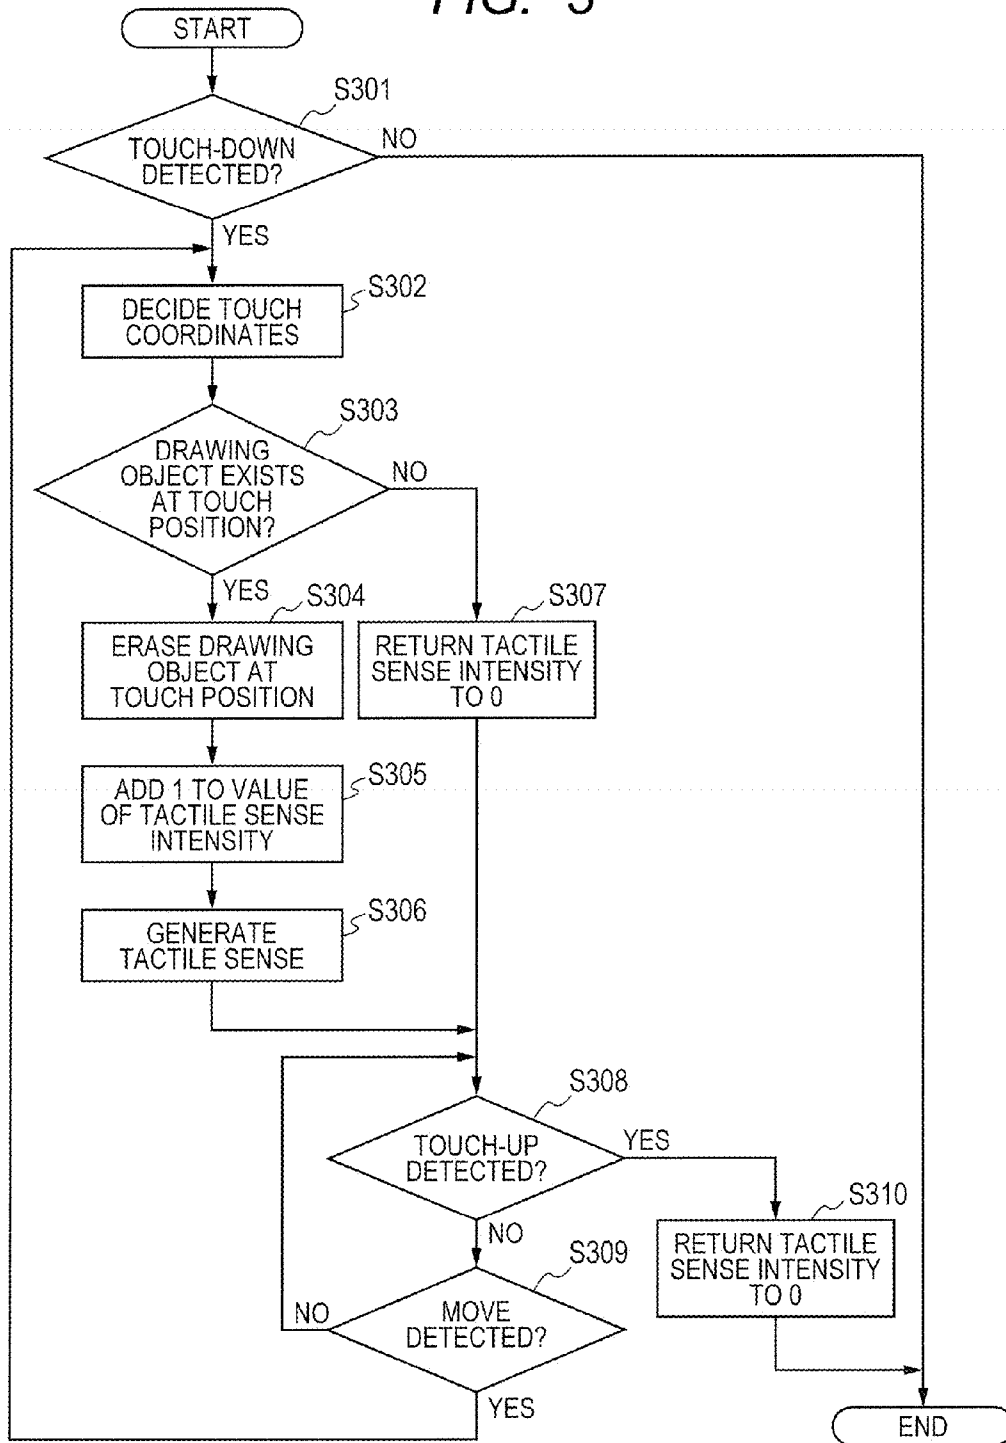 FIG. 3
START
S301
TOUCH-DOWN
DETECTED?
NO
YES
S302
DECIDE TOUCH
COORDINATES
S303
DRAWING
OBJECT EXISTS
AT TOUCH
POSITION?
NO
YES
S304
ERASE DRAWING
OBJECT AT
TOUCH POSITION
S307
RETURN TACTILE
SENSE INTENSITY
TO 0
S305
ADD 1 TO VALUE
OF TACTILE SENSE
INTENSITY
S306
GENERATE
TACTILE SENSE
S308
TOUCH-UP
DETECTED?
YES
NO
S310
RETURN TACTILE
SENSE INTENSITY
TO 0
S309
MOVE
DETECTED?
NO
YES
END